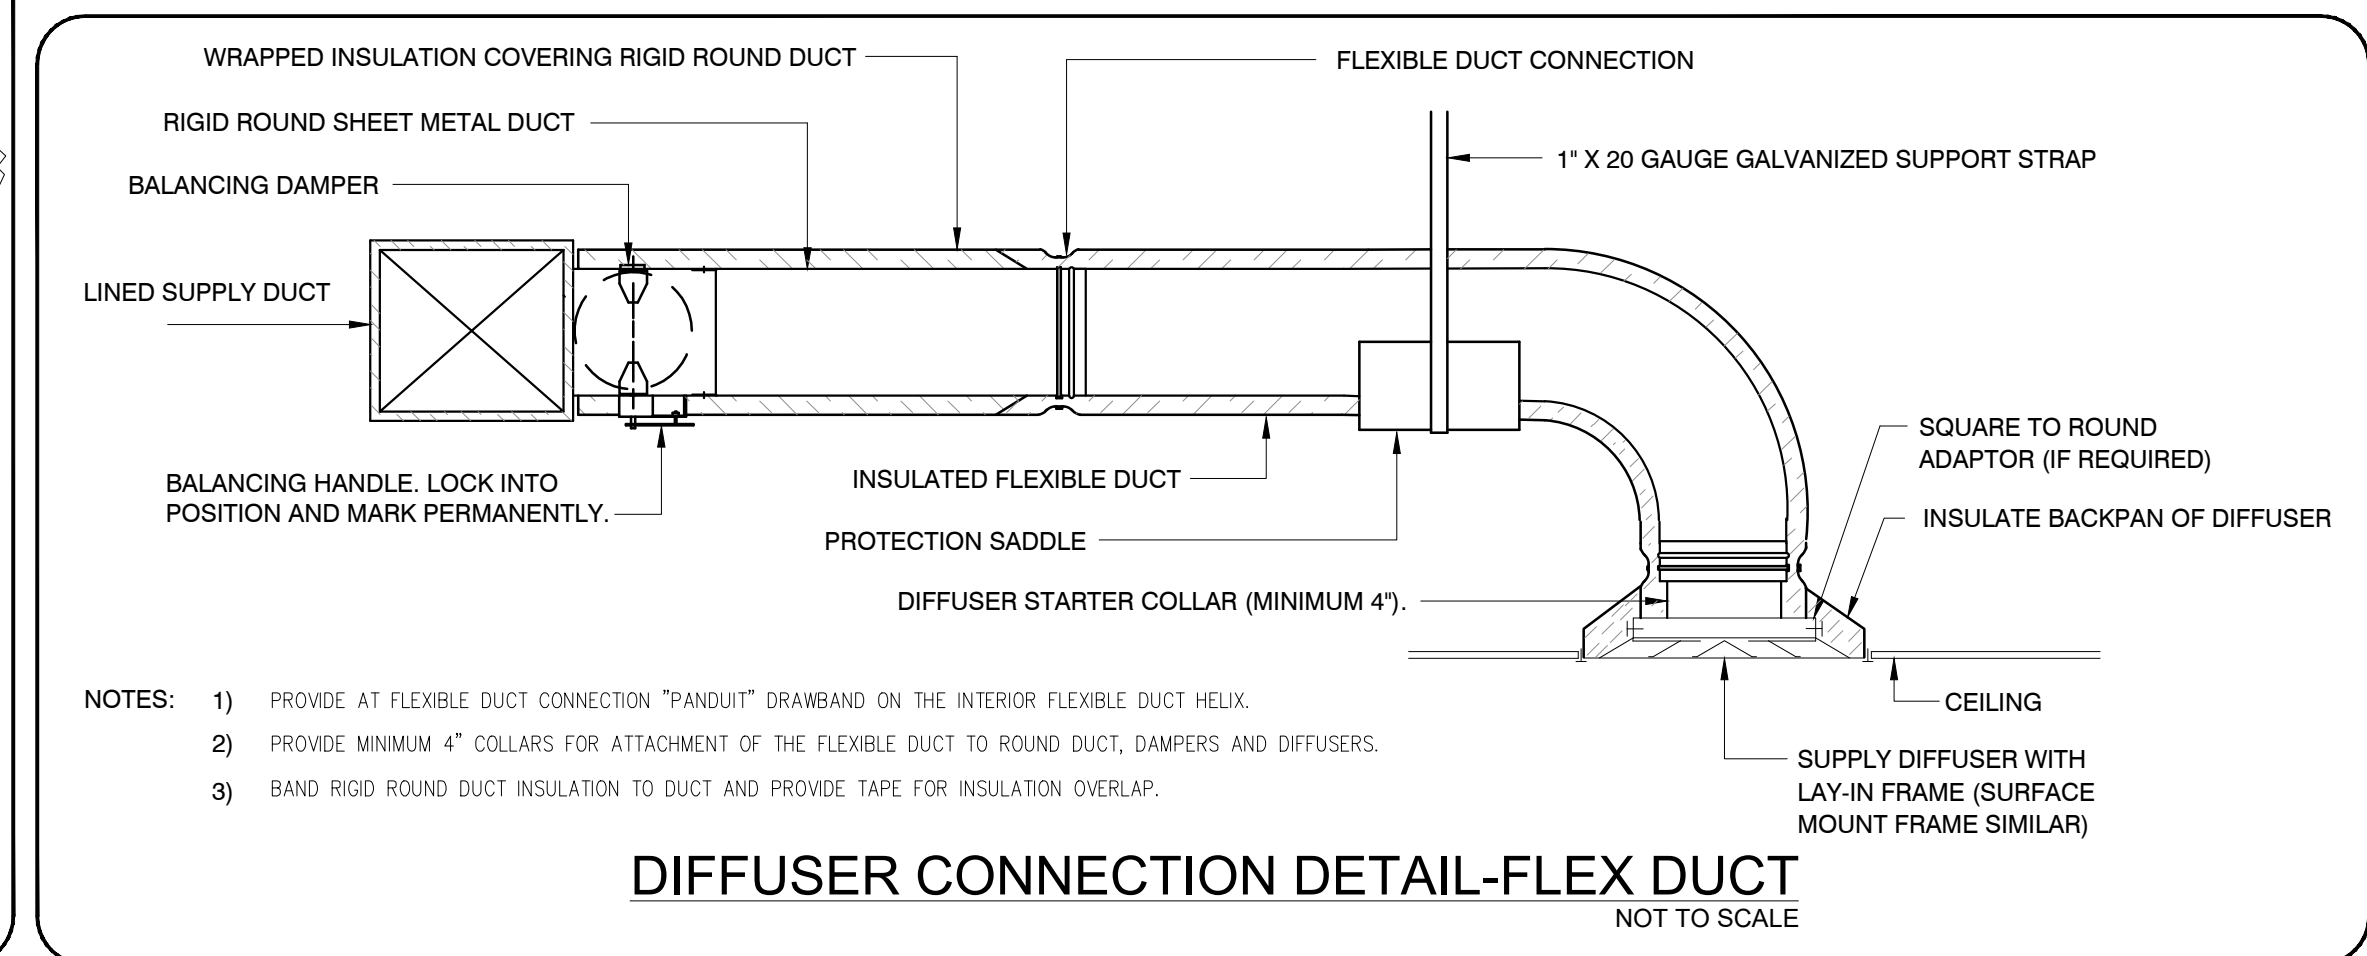 WRAPPED INSULATION COVERING RIGID ROUND DUCT
FLEXIBLE DUCT CONNECTION
RIGID ROUND SHEET METAL DUCT
1" X 20 GAUGE GALVANIZED SUPPORT STRAP
BALANCING DAMPER
LINED SUPPLY DUCT
BALANCING HANDLE. LOCK INTO
POSITION AND MARK PERMANENTLY.
INSULATED FLEXIBLE DUCT
PROTECTION SADDLE
DIFFUSER STARTER COLLAR (MINIMUM 4").
SQUARE TO ROUND
ADAPTOR (IF REQUIRED)
INSULATE BACKPAN OF DIFFUSER
CEILING
SUPPLY DIFFUSER WITH
LAY-IN FRAME (SURFACE
MOUNT FRAME SIMILAR)
NOTES: 1) PROVIDE AT FLEXIBLE DUCT CONNECTION "PANDUIT" DRAWBAND ON THE INTERIOR FLEXIBLE DUCT HELIX.
2) PROVIDE MINIMUM 4" COLLARS FOR ATTACHMENT OF THE FLEXIBLE DUCT TO ROUND DUCT, DAMPERS AND DIFFUSERS.
3) BAND RIGID ROUND DUCT INSULATION TO DUCT AND PROVIDE TAPE FOR INSULATION OVERLAP.
DIFFUSER CONNECTION DETAIL-FLEX DUCT
NOT TO SCALE